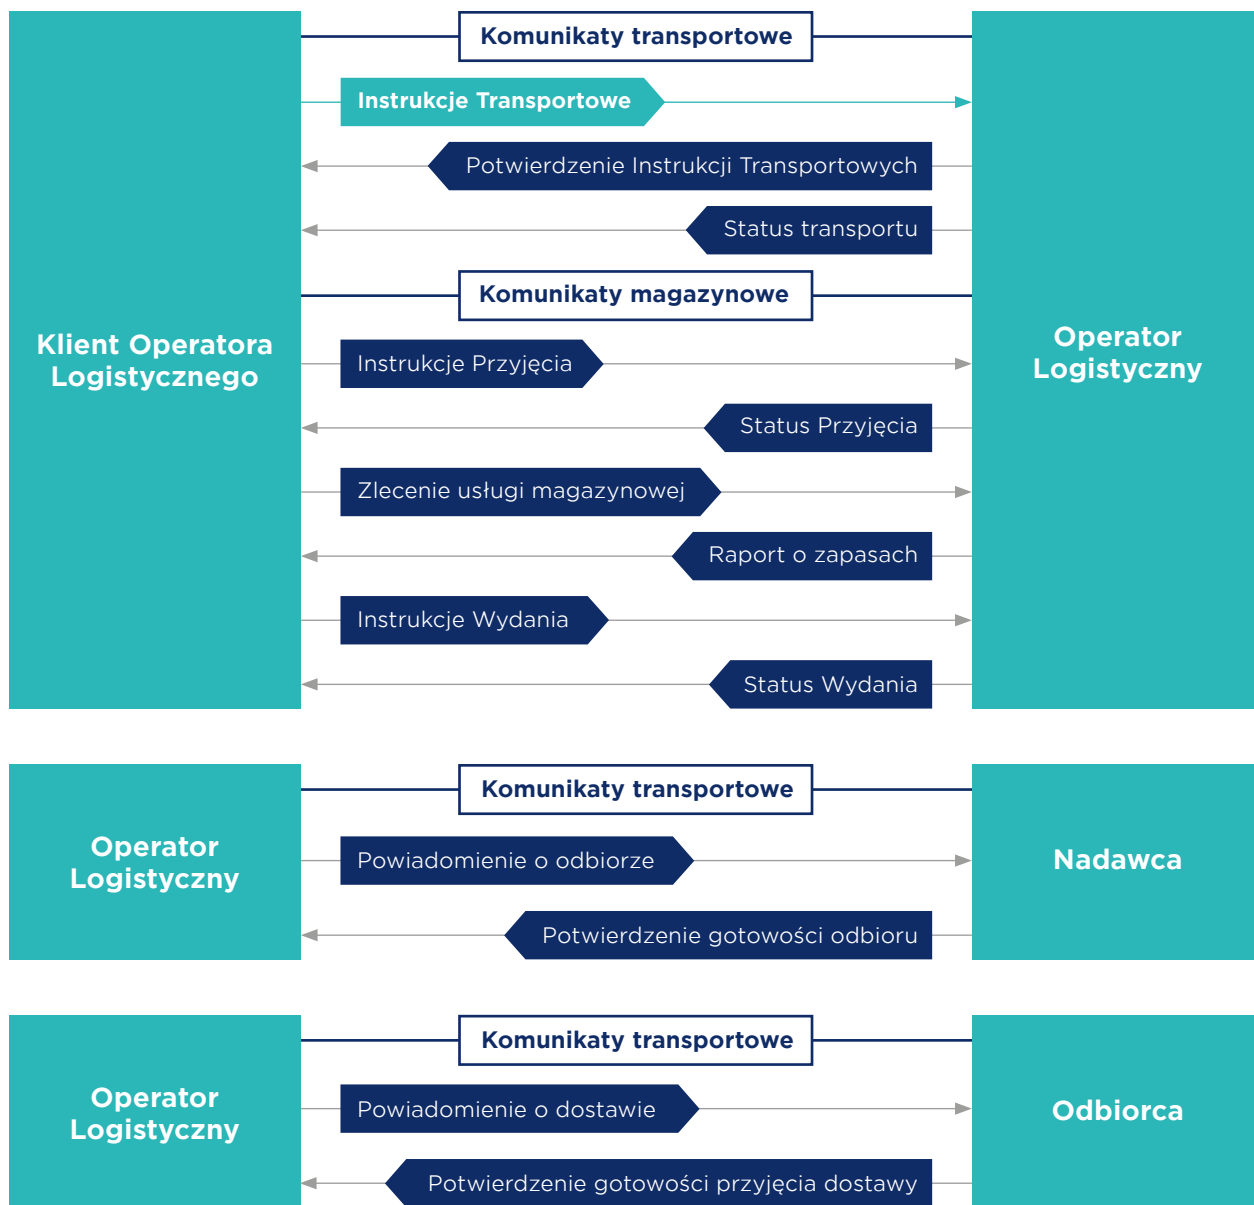 Komunikaty transportowe
Instrukcje Transportowe
Potwierdzenie Instrukcji Transportowych
Status transportu
Komunikaty magazynowe
Klient Operatora
Logistycznego
Operator
Logistyczny
Instrukcje Przyjęcia
Status Przyjęcia
Zlecenie usługi magazynowej
Raport o zapasach
Instrukcje Wydania
Status Wydania
Komunikaty transportowe
Operator
Logistyczny
Powiadomienie o odbiorze
Nadawca
Potwierdzenie gotowości odbioru
Komunikaty transportowe
Operator
Logistyczny
Powiadomienie o dostawie
Odbiorca
Potwierdzenie gotowości przyjęcia dostawy